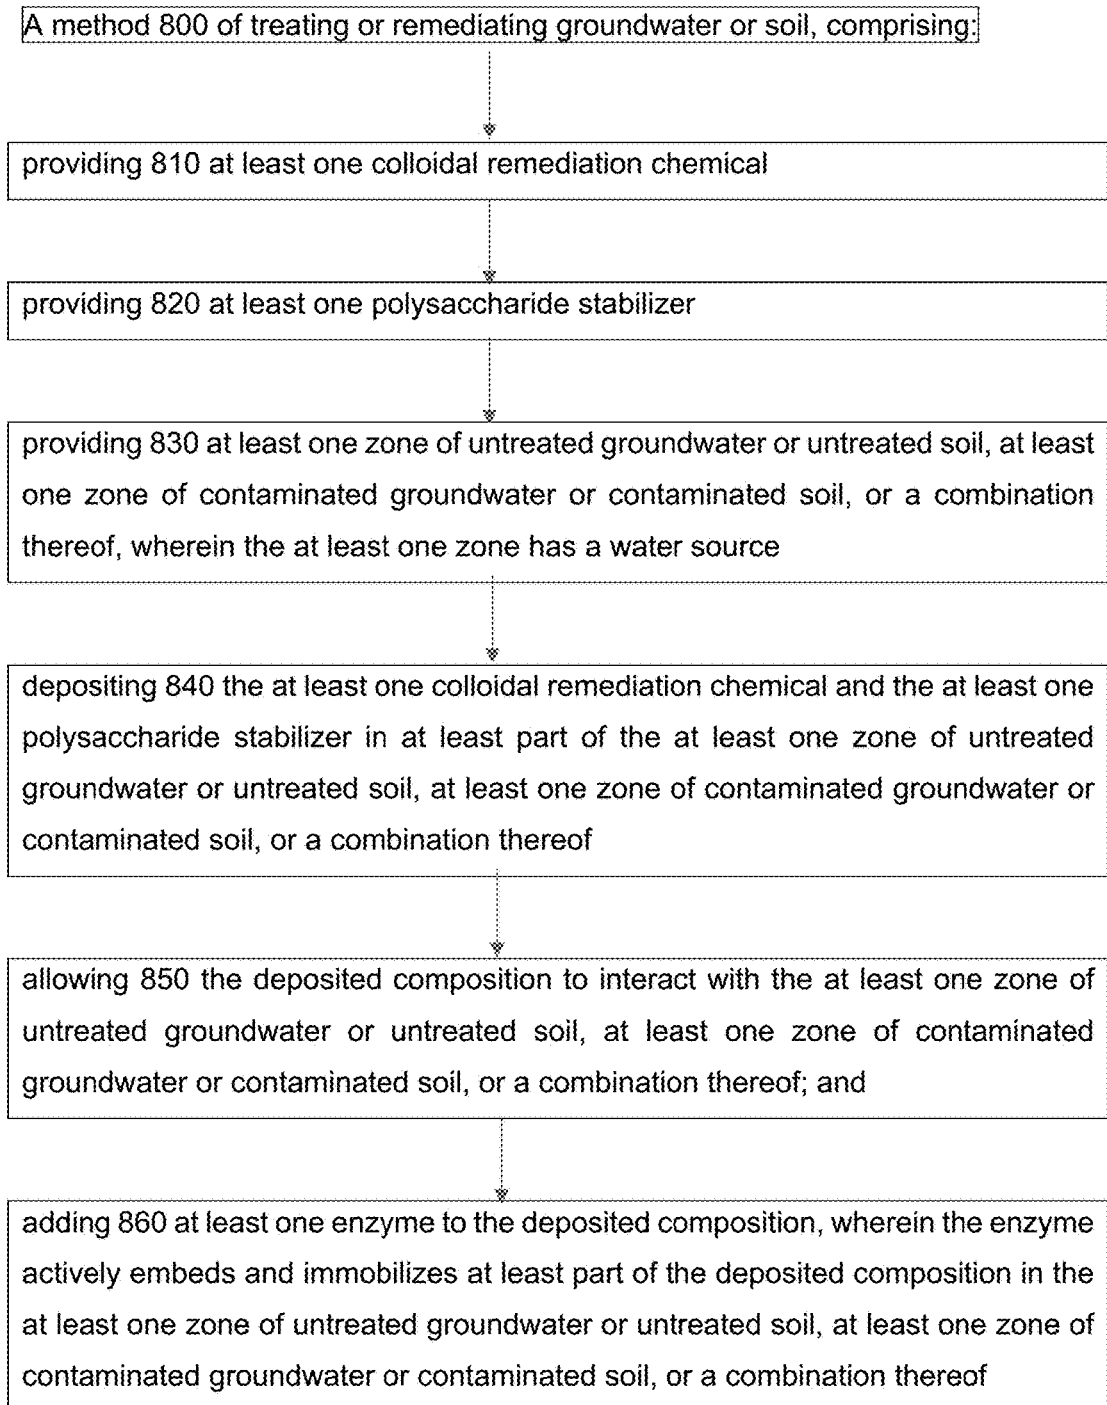 A method 800 of treating or remediating groundwater or soil, comprising:
providing 810 at least one colloidal remediation chemical
providing 820 at least one polysaccharide stabilizer
providing 830 at least one zone of untreated groundwater or untreated soil, at least
one zone of contaminated groundwater or contaminated soil, or a combination
thereof, wherein the at least one zone has a water source
depositing 840 the at least one colloidal remediation chemical and the at least one
polysaccharide stabilizer in at least part of the at least one zone of untreated
groundwater or untreated soil, at least one zone of contaminated groundwater or
contaminated soil, or a combination thereof
allowing 850 the deposited composition to interact with the at least one zone of
untreated groundwater or untreated soil, at least one zone of contaminated
groundwater or contaminated soil, or a combination thereof; and
adding 860 at least one enzyme to the deposited composition, wherein the enzyme
actively embeds and immobilizes at least part of the deposited composition in the
at least one zone of untreated groundwater or untreated soil, at least one zone of
contaminated groundwater or contaminated soil, or a combination thereof